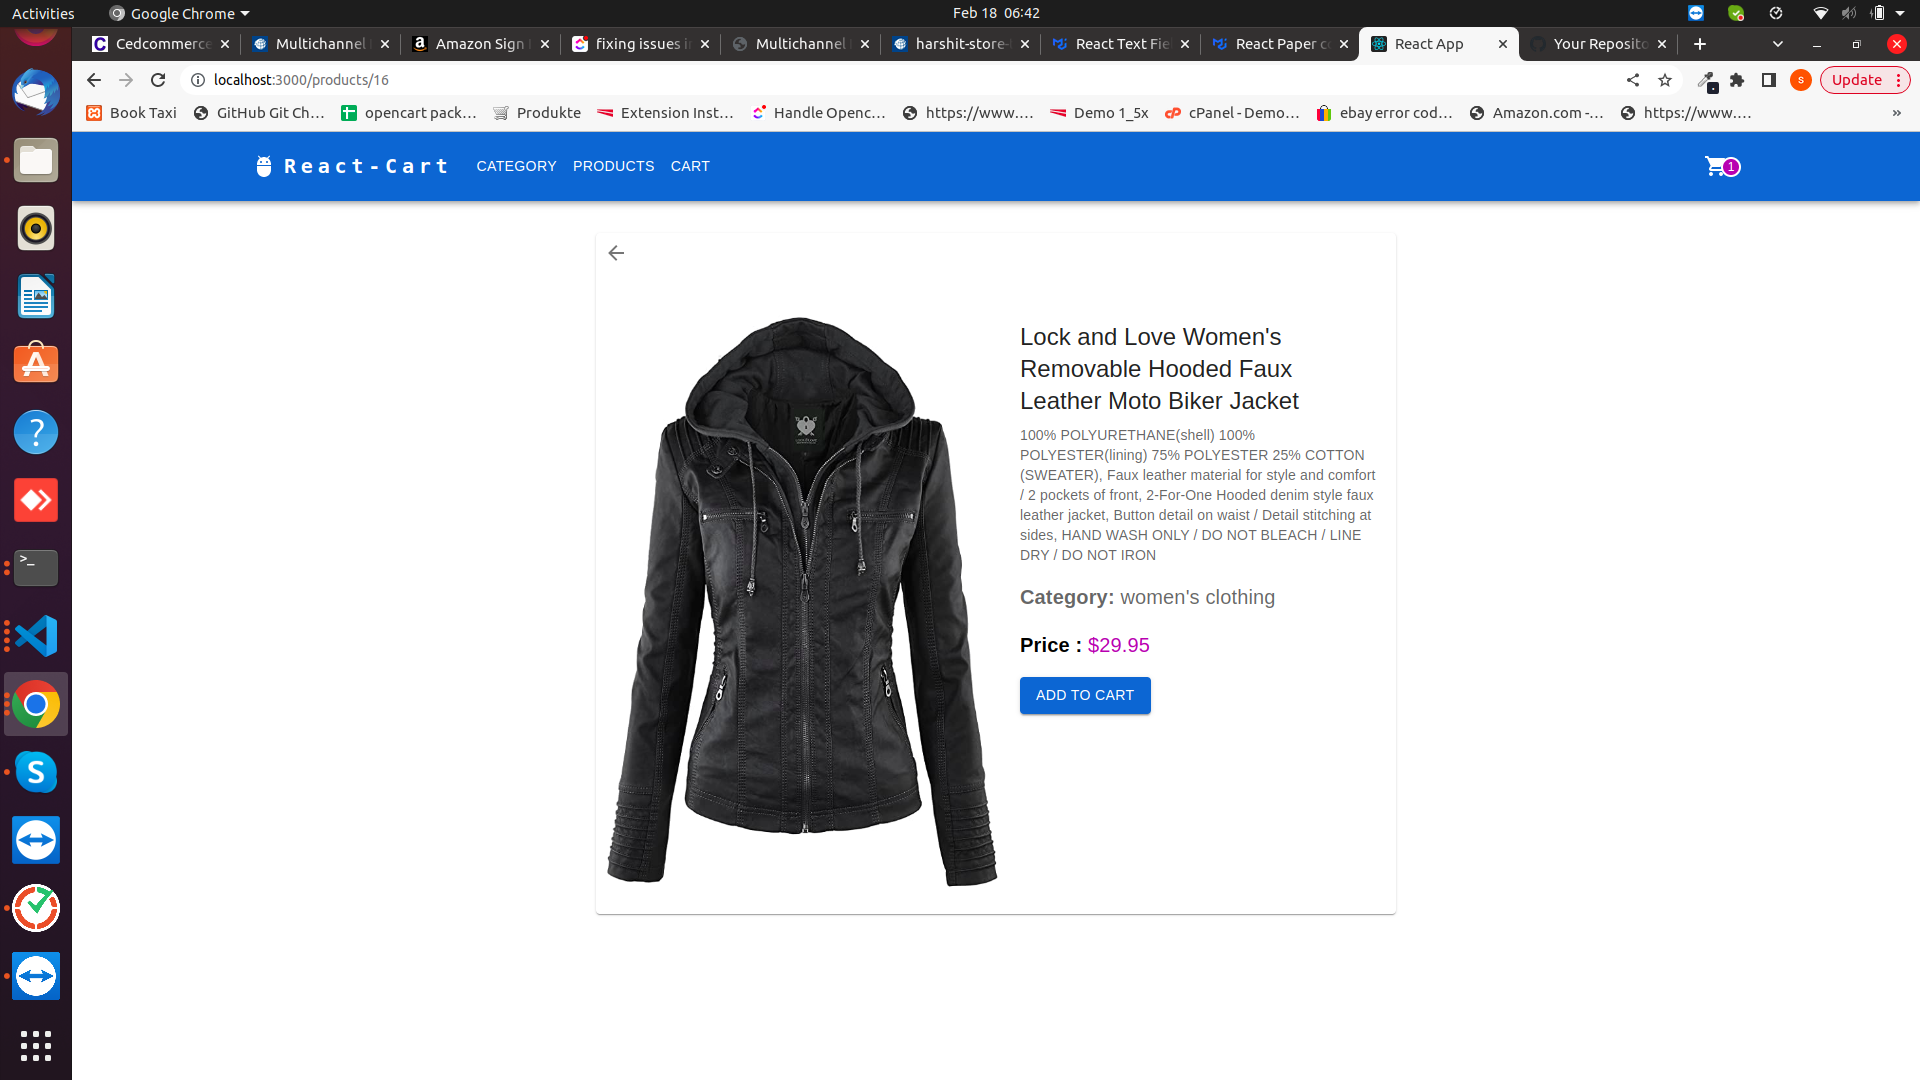 Activities
Google Chrome
Feb 18 06:42
Cedcommerce
Multichannel
Amazon Sign
fixing issues i
Multichannel
harshit-store-
React Text Fie
React Paper c
React App
Your Reposito
localhost:3000/products/16
S
Update
Book Taxi
GitHub Git Ch...
opencart pack...
Produkte
Extension Inst...
Handle Openc...
https://www....
Demo 1_5x
cPanel - Demo...
ebay error cod...
Amazon.com -...
https://www....
»
React-Cart
CATEGORY
PRODUCTS
CART
1
Lock and Love Women's
Removable Hooded Faux
Leather Moto Biker Jacket
100% POLYURETHANE(shell) 100%
POLYESTER(lining) 75% POLYESTER 25% COTTON
(SWEATER), Faux leather material for style and comfort
/ 2 pockets of front, 2-For-One Hooded denim style faux
leather jacket, Button detail on waist / Detail stitching at
sides, HAND WASH ONLY / DO NOT BLEACH / LINE
DRY / DO NOT IRON
Category: women's clothing
Price : $29.95
ADD TO CART